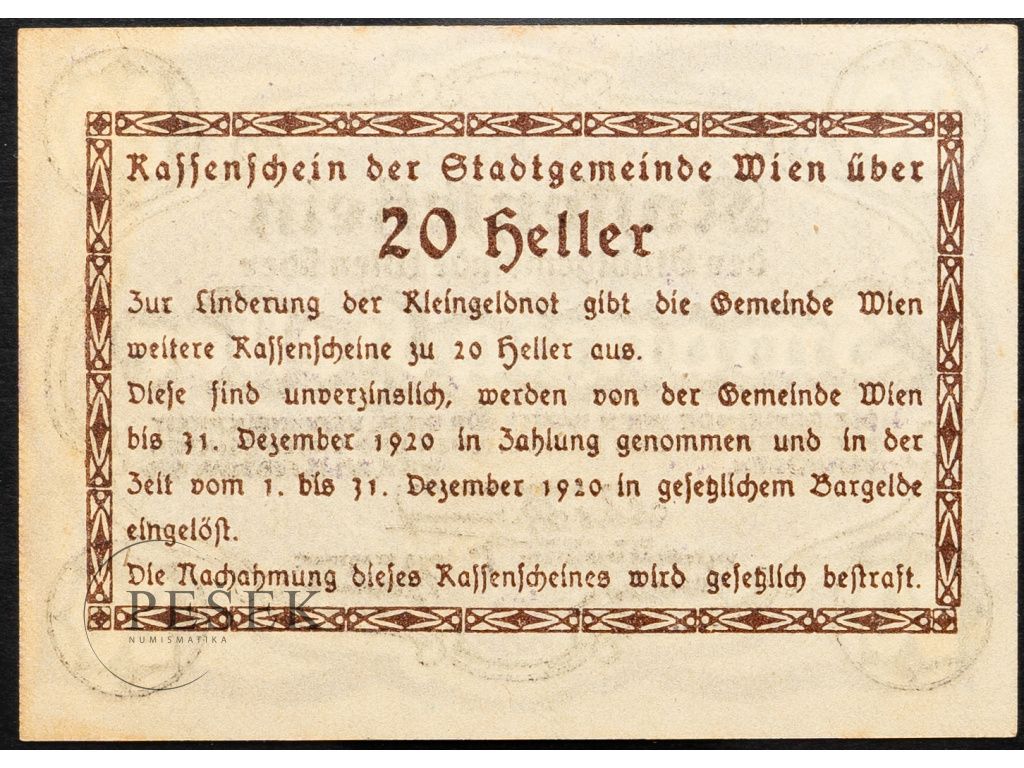 Kassenschein der Stadtgemeinde Wien über
20 Heller
Zur Linderung der Kleingeldnot gibt die Gemeinde Wien
weitere Kassenscheine zu 20 Heller aus.
Diese sind unverzinslich, werden von der Gemeinde Wien
bis 31. Dezember 1920 in Zahlung genommen und in der
Zeit vom 1. bis 31. Dezember 1920 in gesetzlichem Bargelde
eingelöst.
Die Nachahmung dieses Kassenscheines wird gesetzlich bestraft.
PESEK
NUMISMATIKA